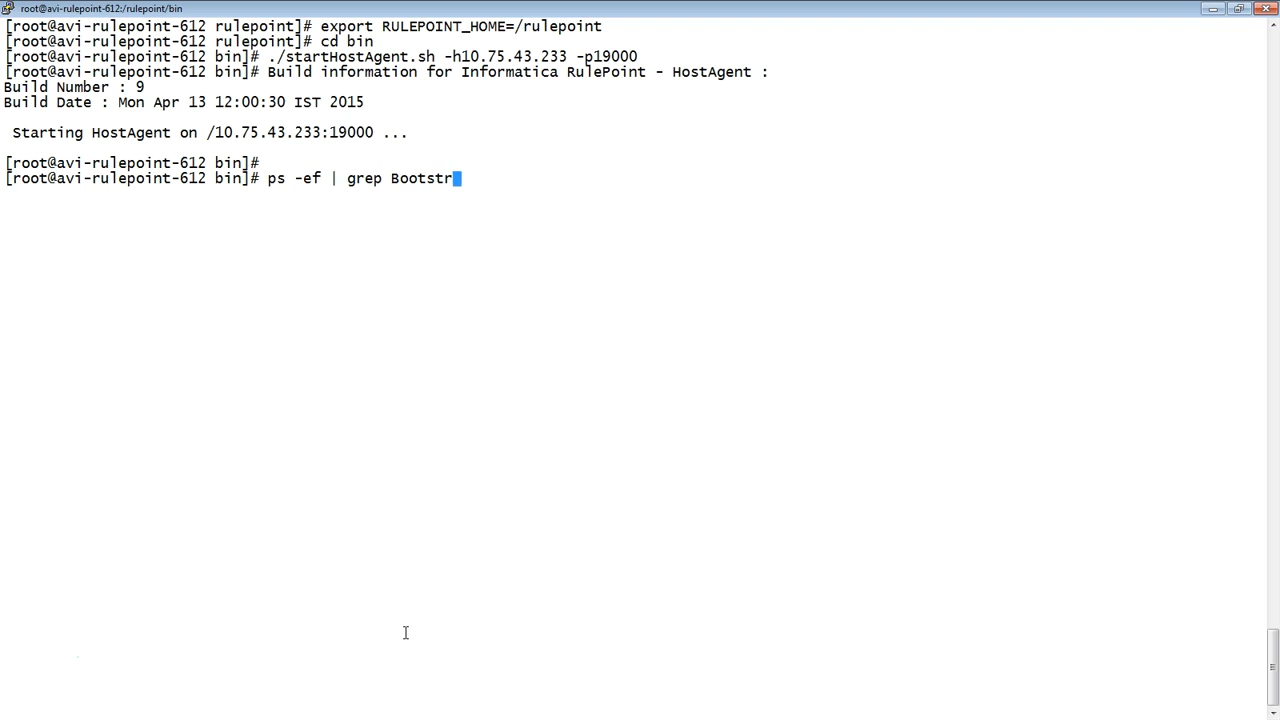 root@avi-rulepoint-612:/rulepoint/bin
[root@avi-rulepoint-612 rulepoint]# export RULEPOINT_HOME=/rulepoint
[root@avi-rulepoint-612 rulepoint]# cd bin
[root@avi-rulepoint-612 bin]# ./startHostAgent.sh -h10.75.43.233 -p19000
[root@avi-rulepoint-612 bin]# Build information for Informatica RulePoint - HostAgent :
Build Number : 9
Build Date : Mon Apr 13 12:00:30 IST 2015
Starting HostAgent on /10.75.43.233:19000 ...
[root@avi-rulepoint-612 bin]#
[root@avi-rulepoint-612 bin]# ps -ef | grep Bootstr